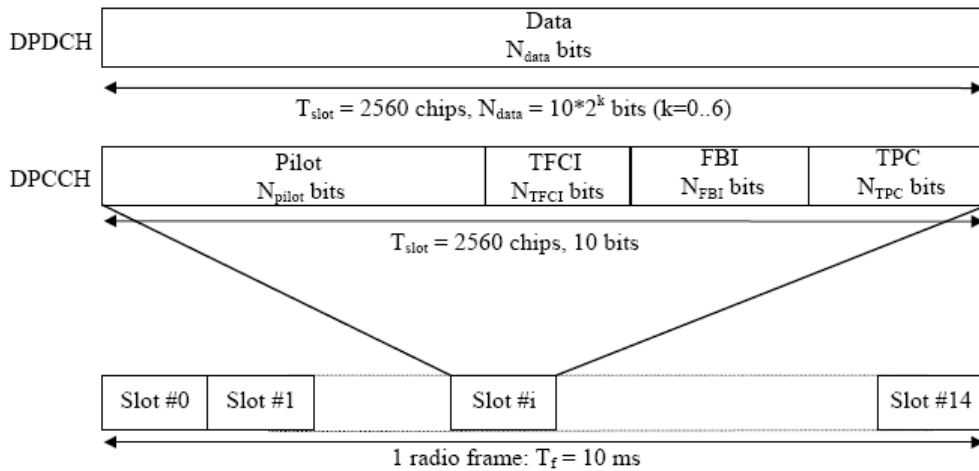 DPDCH
Data
N_data bits
T_slot = 2560 chips, N_data = 10*2^k bits (k=0..6)
DPCCH
Pilot
N_pilot bits
TFCI
N_TFCI bits
FBI
N_FBI bits
TPC
N_TPC bits
T_slot = 2560 chips, 10 bits
Slot #0
Slot #1
Slot #i
Slot #14
1 radio frame: T_f = 10 ms